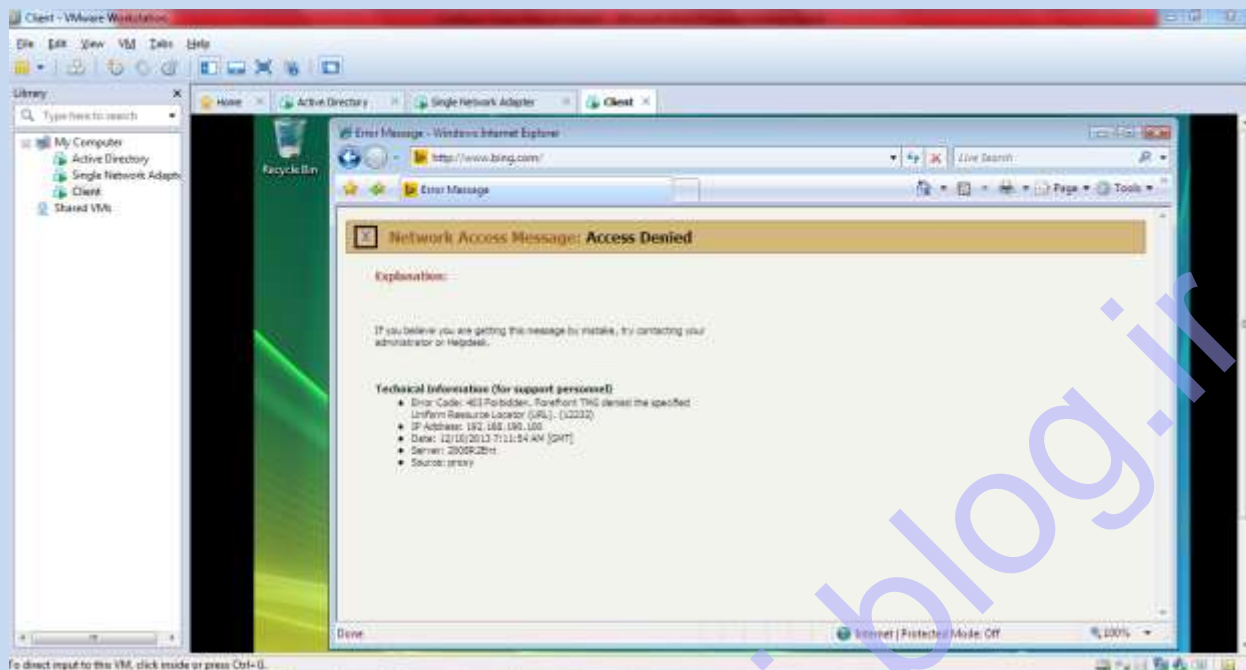 Client - VMware Workstation
File Edit View VM Tabs Help
Library
Type here to search
My Computer
Active Directory
Single Network Adapte
Client
Shared VMs
Home
Active Directory
Single Network Adapter
Client
Recycle Bin
Error Message - Windows Internet Explorer
http://www.bing.com/
Live Search
Error Message
Page
Tools
Network Access Message: Access Denied
Explanation:
If you believe you are getting this message by mistake, try contacting your
administrator or Helpdesk.
Technical Information (for support personnel)
Error Code: 403 Forbidden. Forefront TMG denied the specified
Uniform Resource Locator (URL). (12232)
IP Address: 192.168.190.100
Date: 12/10/2013 7:11:54 AM [GMT]
Server: 2008R2Ent
Source: proxy
Done
Internet | Protected Mode: Off
100%
To direct input to this VM, click inside or press Ctrl+G.
blog.ir